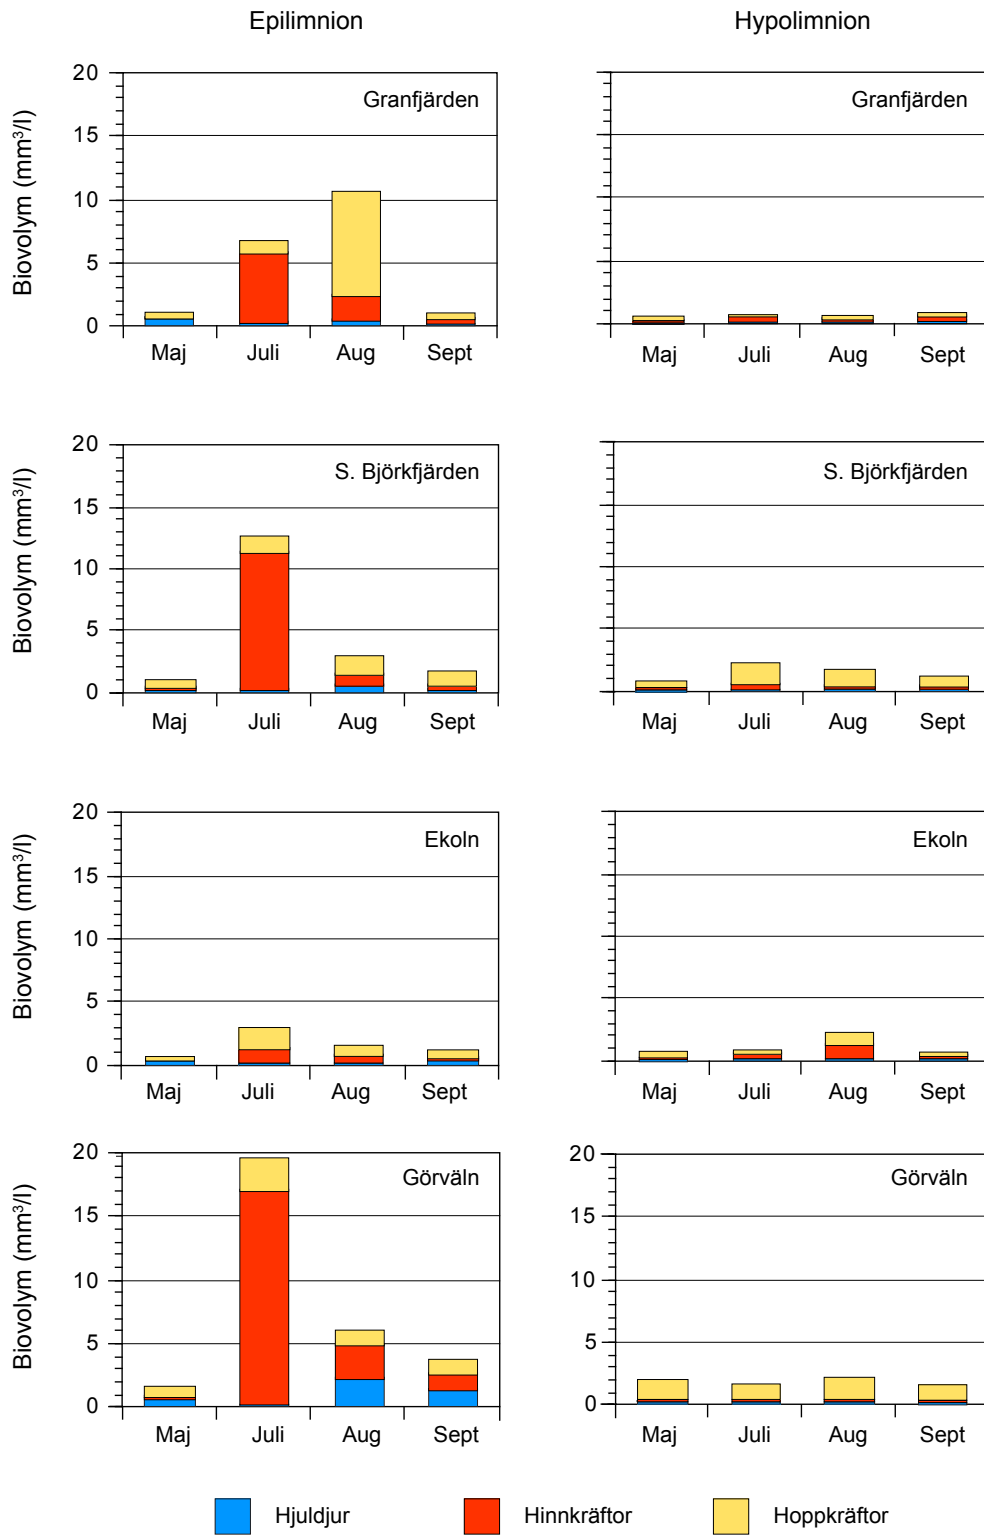 Epilimnion Hypolimnion
20 Granfjärden Granfjärden
15
10
5
0
Biovolym (mm³/l)
Maj Juli Aug Sept Maj Juli Aug Sept
20 S. Björkfjärden S. Björkfjärden
15
10
5
0
Biovolym (mm³/l)
Maj Juli Aug Sept Maj Juli Aug Sept
20 Ekoln Ekoln
15
10
5
0
Biovolym (mm³/l)
Maj Juli Aug Sept Maj Juli Aug Sept
20 Görväln 20 Görväln
15 15
10 10
5 5
0 0
Biovolym (mm³/l)
Maj Juli Aug Sept Maj Juli Aug Sept
Hjuldjur Hinnkräftor Hoppkräftor